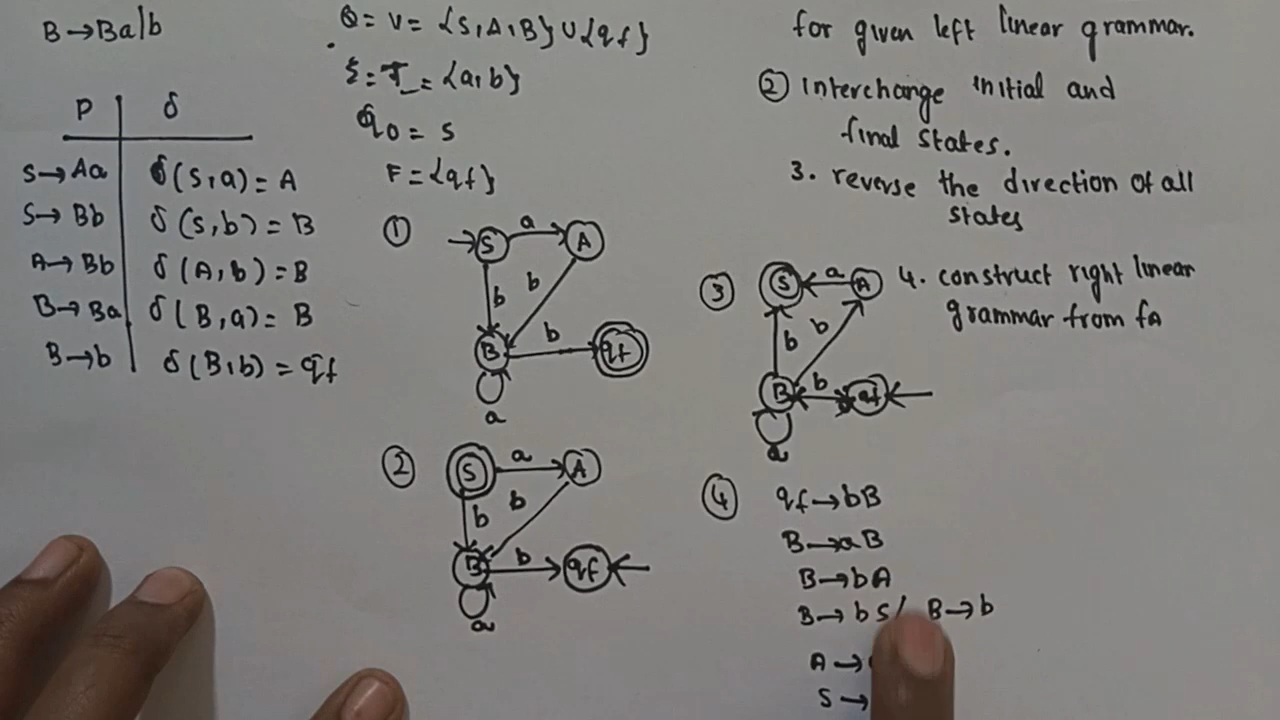 B→Ba|b
P δ
S→Aa δ(S,a)=A
S→Bb δ(S,b)=B
A→Bb δ(A,b)=B
B→Ba δ(B,a)=B
B→b δ(B,b)=qf
Q=V={S,A,B}∪{qf}
Σ=T={a,b}
q0=S
F={qf}
① S a A
b b
B b qf
a
② S a A
b b
B b qf
a
for given left linear grammar.
② Interchange initial and
final states.
3. reverse the direction of all
states
③ S a A
b b
B b qf
a
4. construct right linear
grammar from fA
④ qf→bB
B→aB
B→bA
B→bS/ B→b
A→
S→